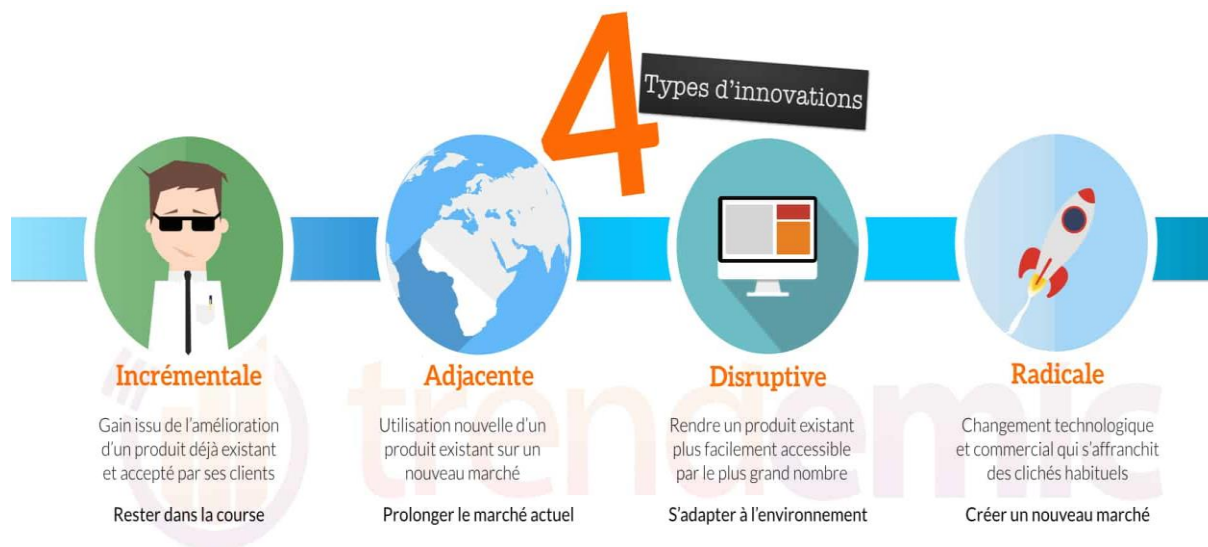 4
Types d'innovations
Incrémentale
Gain issu de l'amélioration
d'un produit déjà existant
et accepté par ses clients
Rester dans la course
Adjacente
Utilisation nouvelle d'un
produit existant sur un
nouveau marché
Prolonger le marché actuel
Disruptive
Rendre un produit existant
plus facilement accessible
par le plus grand nombre
S'adapter à l'environnement
Radicale
Changement technologique
et commercial qui s'affranchit
des clichés habituels
Créer un nouveau marché
trendemic